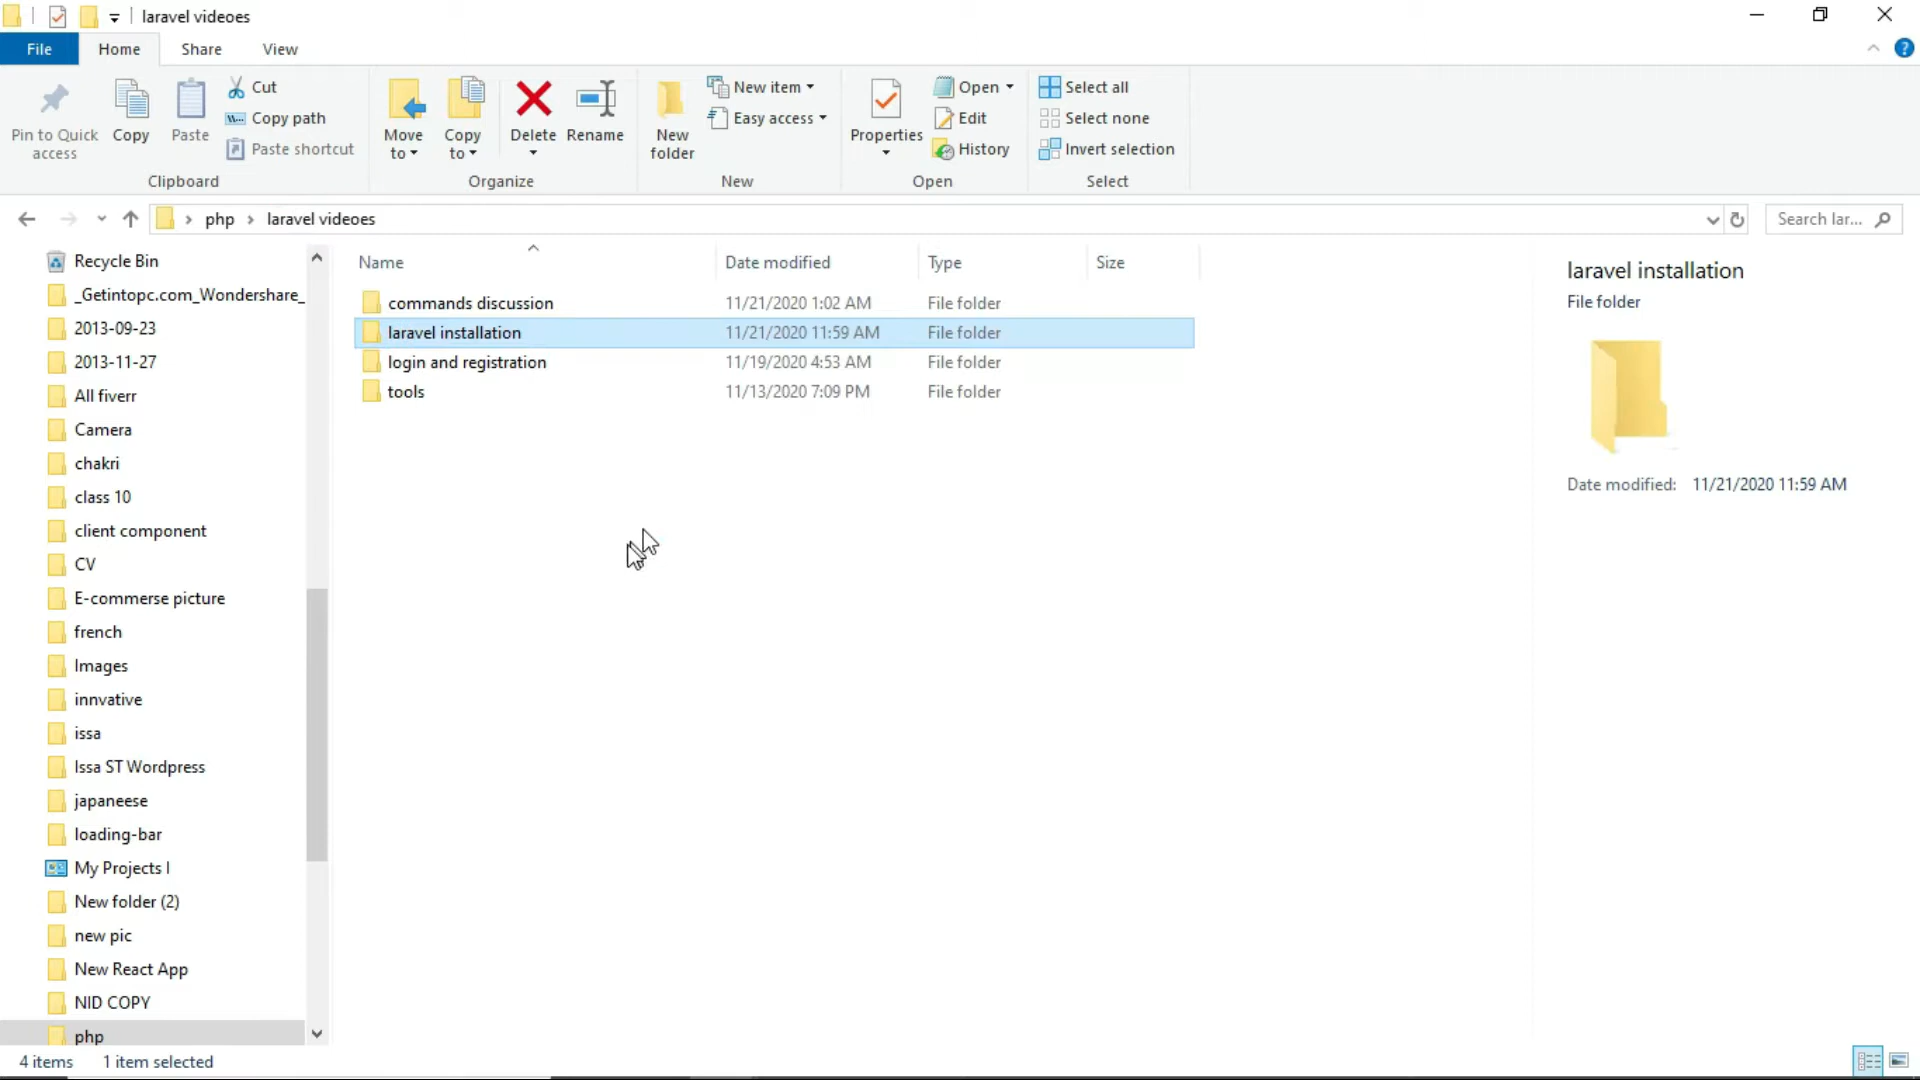 laravel videoes
File Home Share View
Pin to Quick access
Copy
Paste
Cut
Copy path
Paste shortcut
Clipboard
Move to
Copy to
Delete
Rename
Organize
New folder
New item
Easy access
New
Properties
Open
Edit
History
Open
Select all
Select none
Invert selection
Select
php laravel videoes
Search lar...
Recycle Bin
_Getintopc.com_Wondershare_
2013-09-23
2013-11-27
All fiverr
Camera
chakri
class 10
client component
CV
E-commerse picture
french
Images
innvative
issa
Issa ST Wordpress
japaneese
loading-bar
My Projects I
New folder (2)
new pic
New React App
NID COPY
php
Name Date modified Type Size
commands discussion 11/21/2020 1:02 AM File folder
laravel installation 11/21/2020 11:59 AM File folder
login and registration 11/19/2020 4:53 AM File folder
tools 11/13/2020 7:09 PM File folder
laravel installation
File folder
Date modified: 11/21/2020 11:59 AM
4 items 1 item selected